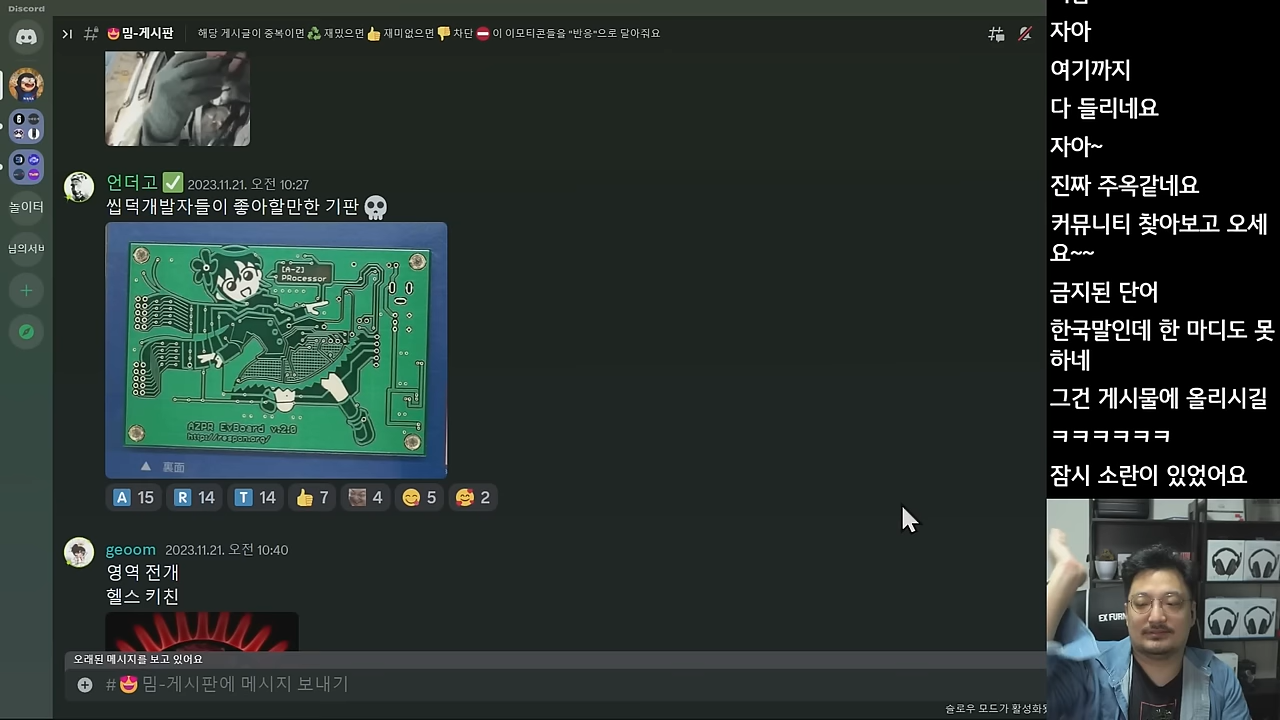 Discord
😍밈-게시판
해당 게시글이 중복이면♻️ 재밌으면👍 재미없으면👎 차단⛔ 이 이모티콘들을 "반응"으로 달아줘요
놀이터
님의서버
언더고 ✅ 2023.11.21. 오전 10:27
씹덕개발자들이 좋아할만한 기판 💀
[A-Z]
PRocessor
AZPR EvBoard v.2.0
http://respon.org/
▲ 裏面
A 15 R 14 T 14 👍 7 4 😊 5 🥰 2
geoom 2023.11.21. 오전 10:40
영역 전개
헬스 키친
오래된 메시지를 보고 있어요
#😍밈-게시판에 메시지 보내기
슬로우 모드가 활성화
자아
여기까지
다 들리네요
자아~
진짜 주옥같네요
커뮤니티 찾아보고 오세
요~~
금지된 단어
한국말인데 한 마디도 못
하네
그건 게시물에 올리시길
ㅋㅋㅋㅋㅋㅋ
잠시 소란이 있었어요
EX FURN